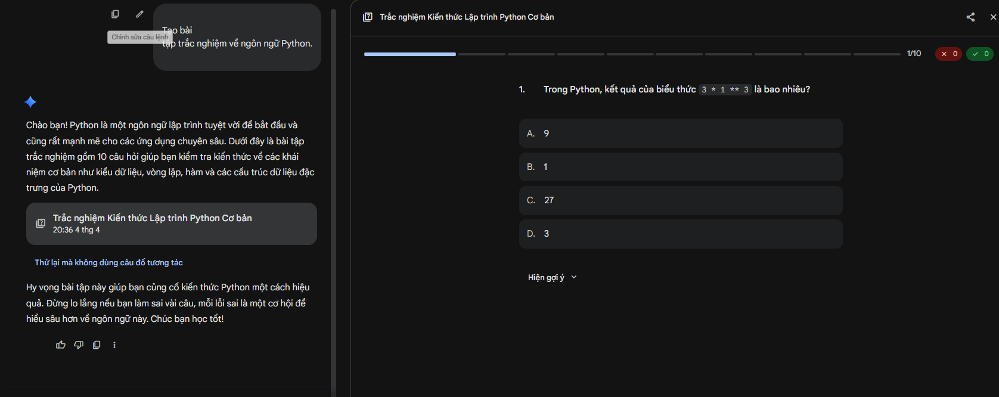 Tạo bài
tập trắc nghiệm về ngôn ngữ Python.
Chỉnh sửa câu lệnh
Chào bạn! Python là một ngôn ngữ lập trình tuyệt vời để bắt đầu và
cũng rất mạnh mẽ cho các ứng dụng chuyên sâu. Dưới đây là bài tập
trắc nghiệm gồm 10 câu hỏi giúp bạn kiểm tra kiến thức về các khái
niệm cơ bản như kiểu dữ liệu, vòng lặp, hàm và các cấu trúc dữ liệu đặc
trưng của Python.
Trắc nghiệm Kiến thức Lập trình Python Cơ bản
20:36 4 thg 4
Thử lại mà không dùng câu đố tương tác
Hy vọng bài tập này giúp bạn củng cố kiến thức Python một cách hiệu
quả. Đừng lo lắng nếu bạn làm sai vài câu, mỗi lỗi sai là một cơ hội để
hiểu sâu hơn về ngôn ngữ này. Chúc bạn học tốt!
Trắc nghiệm Kiến thức Lập trình Python Cơ bản
1/10
0
0
1. Trong Python, kết quả của biểu thức 3 * 1 ** 3 là bao nhiêu?
A. 9
B. 1
C. 27
D. 3
Hiện gợi ý